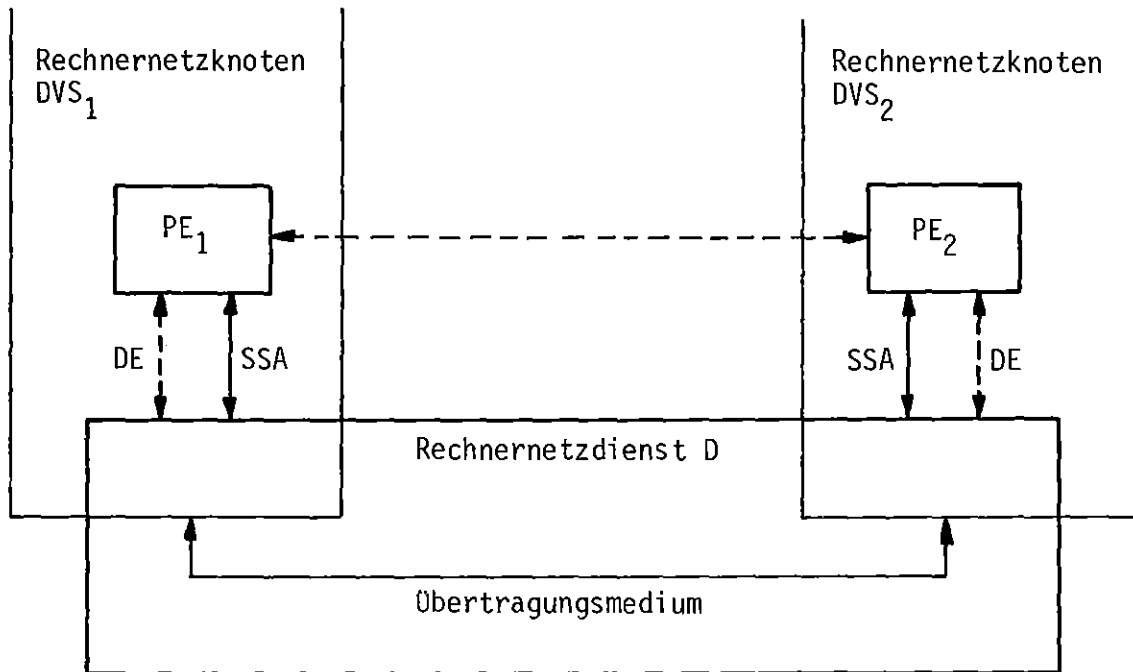 Rechnernetzknoten
DVS₁
Rechnernetzknoten
DVS₂
PE₁
PE₂
DE
SSA
SSA
DE
Rechnernetzdienst D
Übertragungsmedium